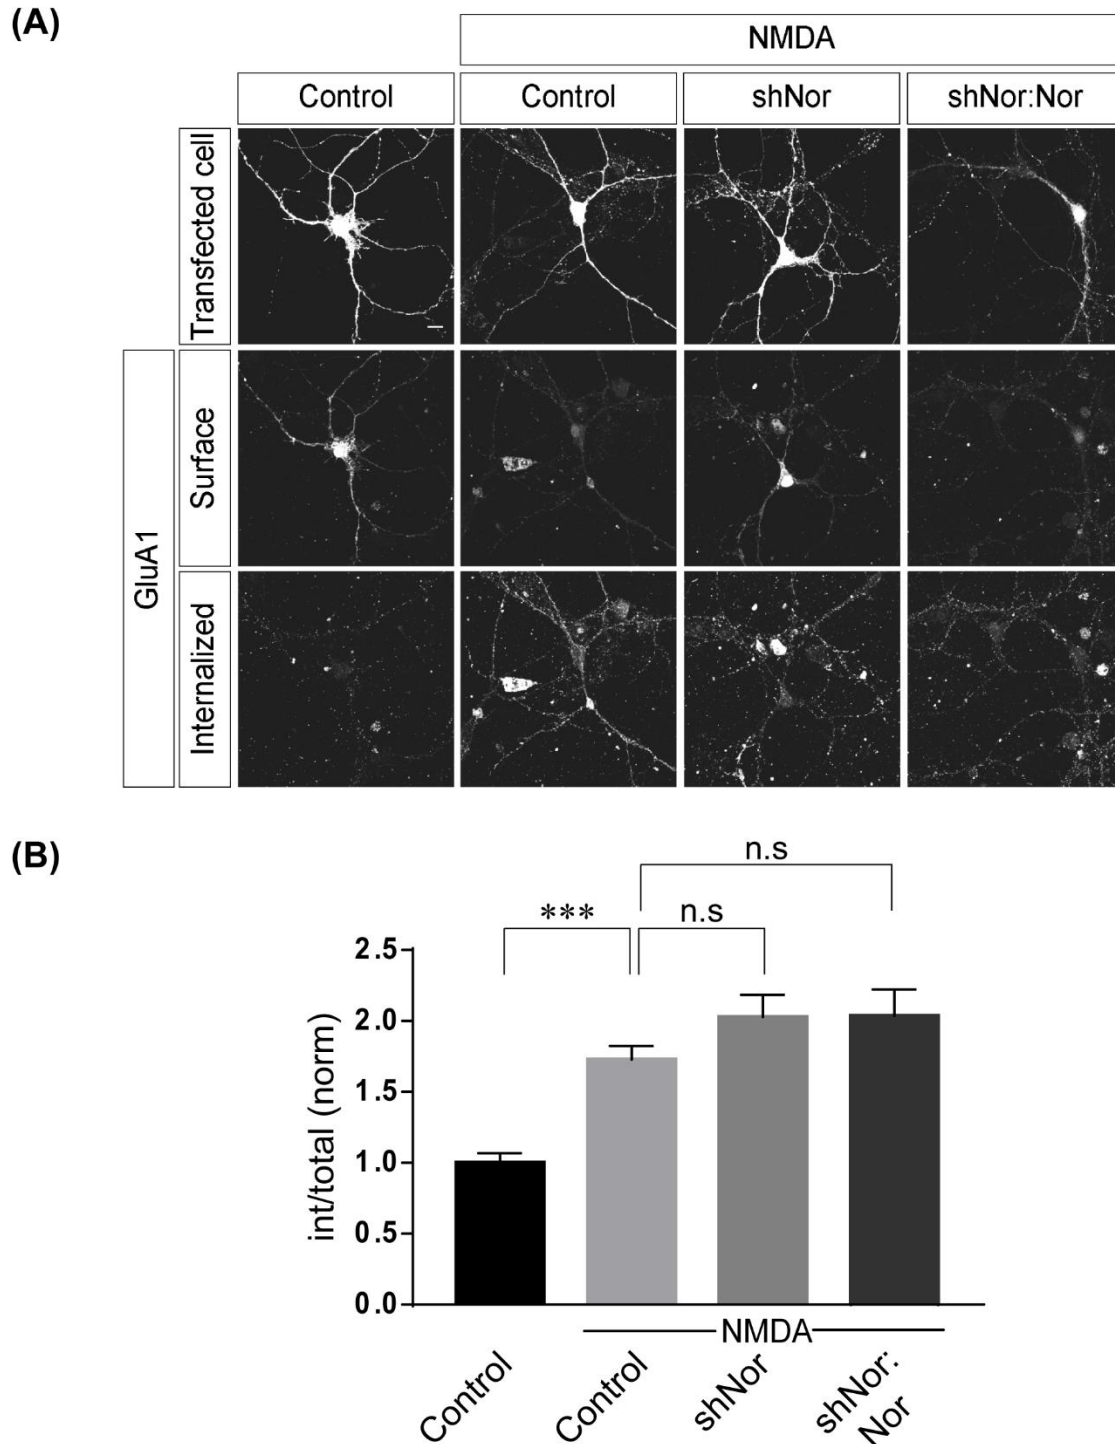 (A)
NMDA
Control
Control
shNor
shNor:Nor
Transfected cell
GluA1
Surface
Internalized
(B)
n.s
***
n.s
int/total (norm)
2.5
2.0
1.5
1.0
0.5
0.0
NMDA
Control
Control
shNor
shNor:
Nor